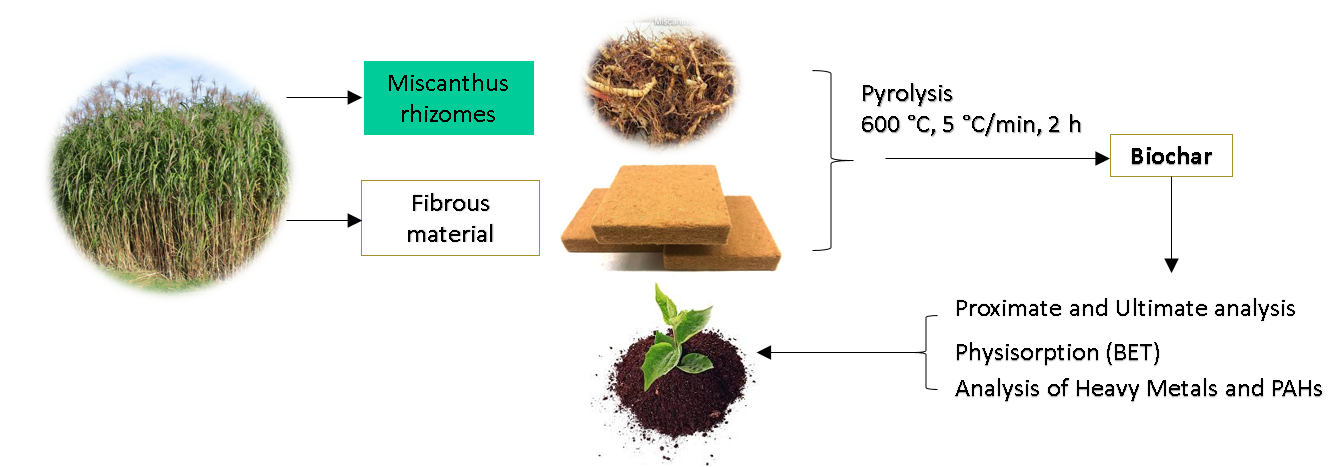 Miscanthus
Miscanthus
rhizomes
Fibrous
material
Pyrolysis
600 °C, 5 °C/min, 2 h
Biochar
Proximate and Ultimate analysis
Physisorption (BET)
Analysis of Heavy Metals and PAHs